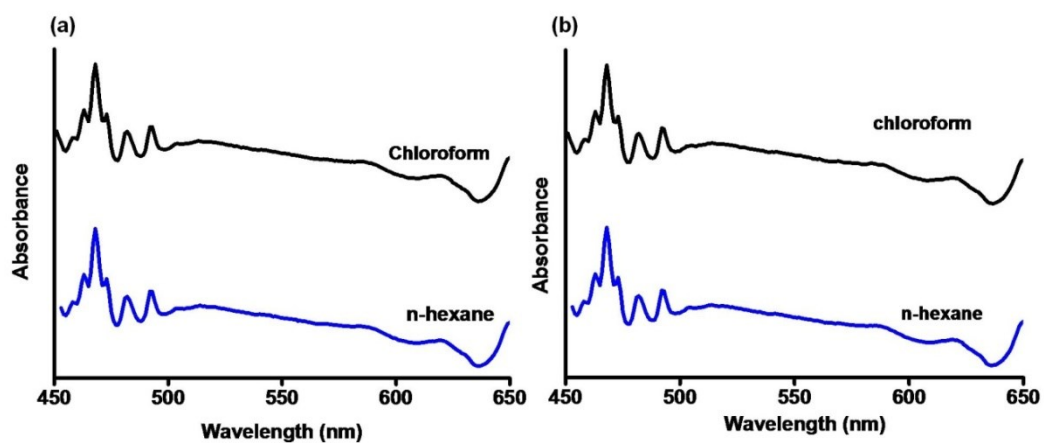 (a)
Absorbance
Chloroform
n-hexane
450 500 550 600 650
Wavelength (nm)
(b)
Absorbance
chloroform
n-hexane
450 500 550 600 650
Wavelength (nm)